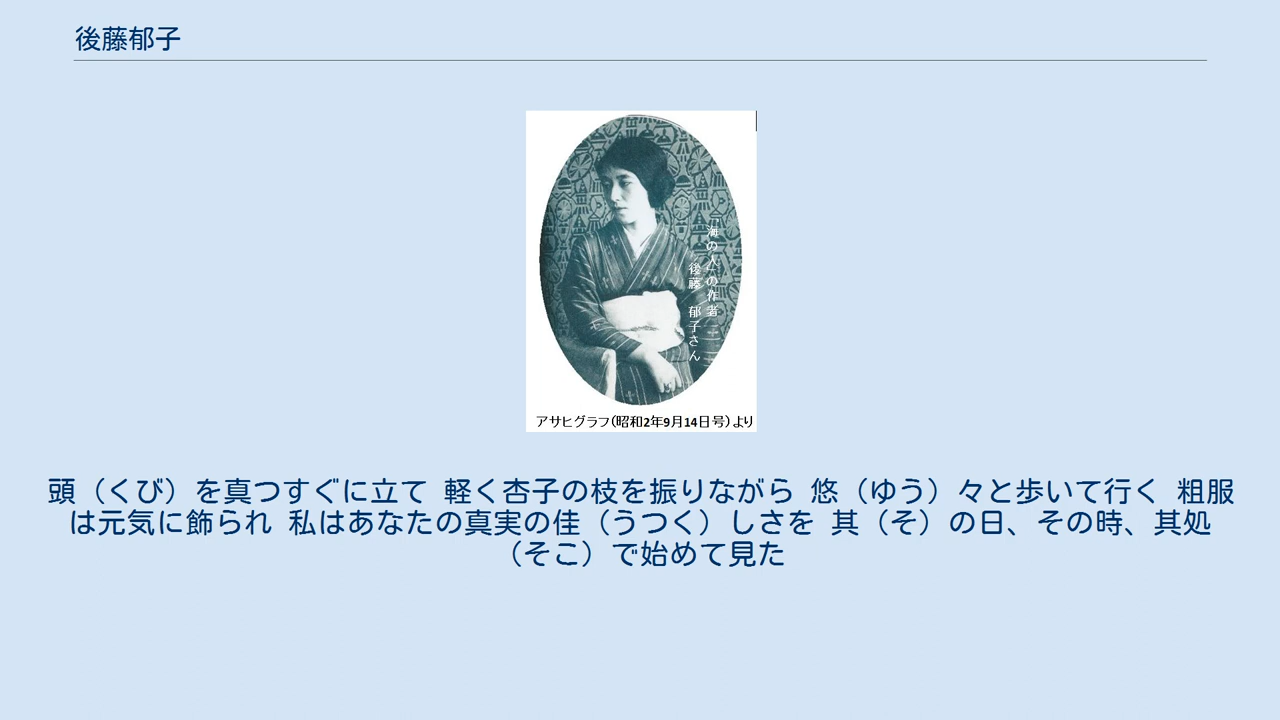 後藤郁子
「海の人」の作者――
後藤 郁子さん
アサヒグラフ(昭和2年9月14日号)より
頭（くび）を真つすぐに立て 軽く杏子の枝を振りながら 悠（ゆう）々と歩いて行く 粗服
は元気に飾られ 私はあなたの真実の佳（うつく）しさを 其（そ）の日、その時、其処
（そこ）で始めて見た